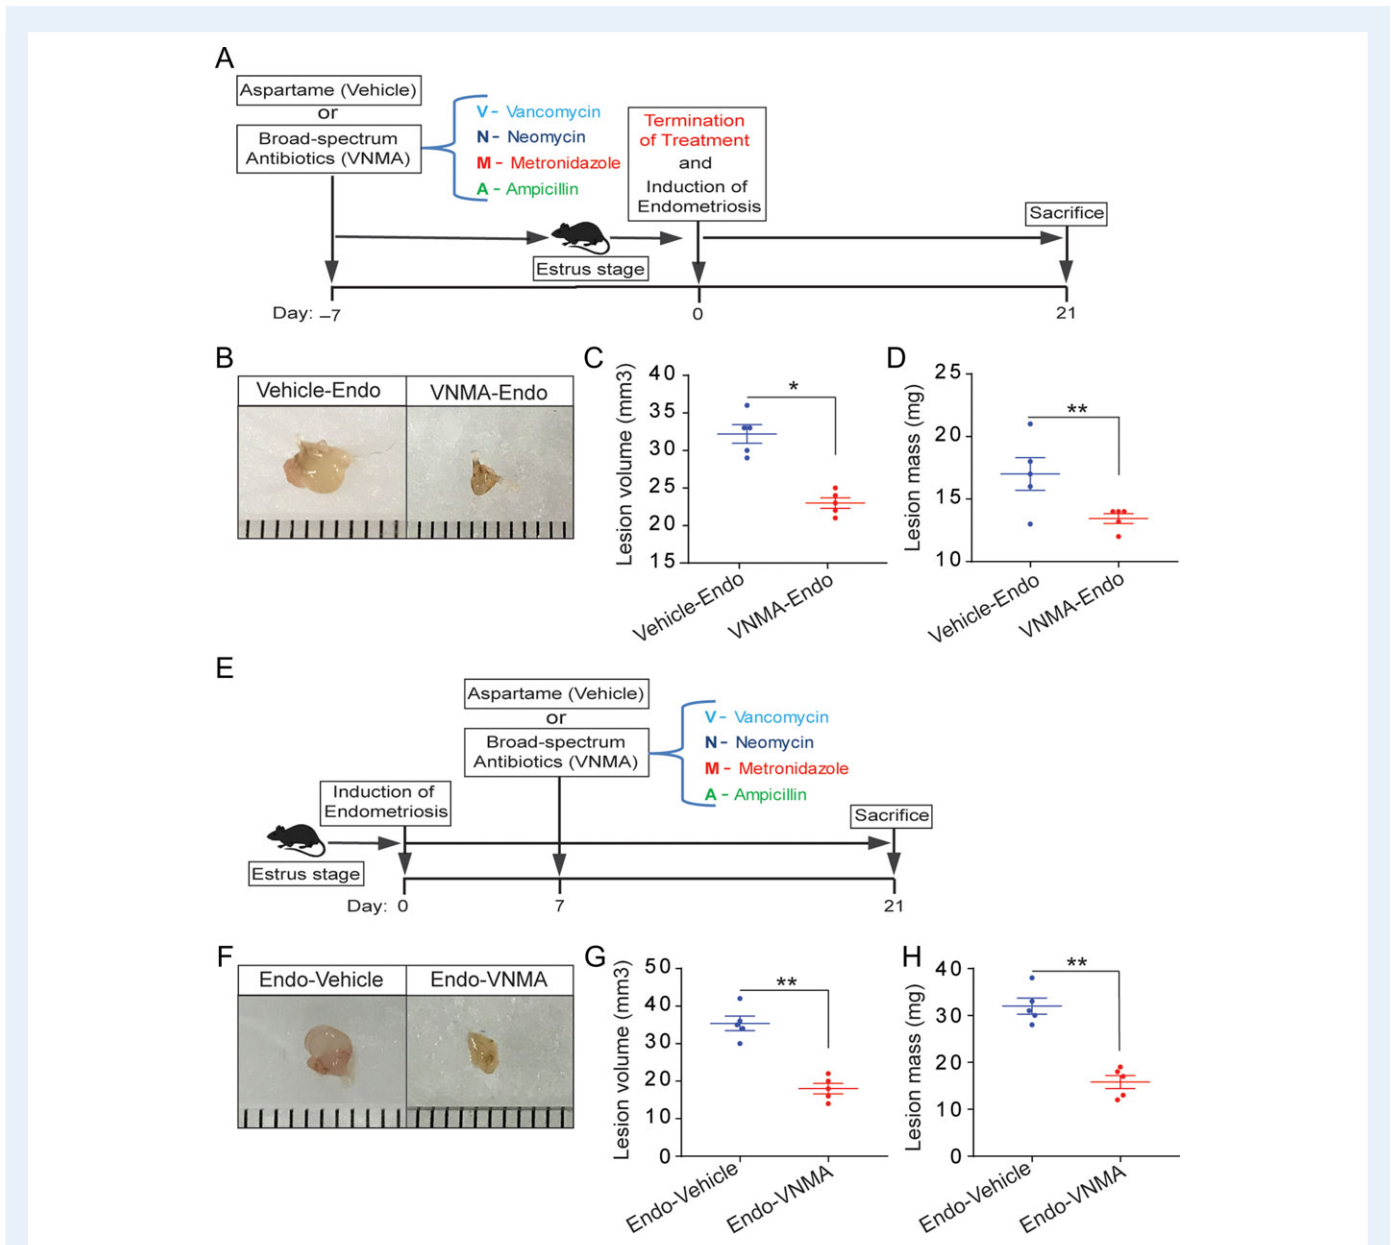 A
Aspartame (Vehicle)
or
Broad-spectrum
Antibiotics (VNMA)
V – Vancomycin
N – Neomycin
M – Metronidazole
A – Ampicillin
Termination
of Treatment
and
Induction of
Endometriosis
Sacrifice
Estrus stage
Day: –7
0
21
B
Vehicle-Endo
VNMA-Endo
C
Lesion volume (mm3)
40
35
30
25
20
15
*
Vehicle-Endo
VNMA-Endo
D
Lesion mass (mg)
25
20
15
10
**
Vehicle-Endo
VNMA-Endo
E
Aspartame (Vehicle)
or
Broad-spectrum
Antibiotics (VNMA)
V – Vancomycin
N – Neomycin
M – Metronidazole
A – Ampicillin
Induction of
Endometriosis
Sacrifice
Estrus stage
Day: 0
7
21
F
Endo-Vehicle
Endo-VNMA
G
Lesion volume (mm3)
50
40
30
20
10
0
**
Endo-Vehicle
Endo-VNMA
H
Lesion mass (mg)
40
30
20
10
0
**
Endo-Vehicle
Endo-VNMA